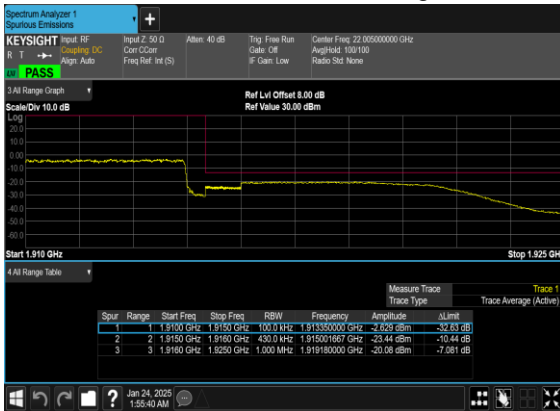 Spectrum Analyzer 1
Spurious Emissions
KEYSIGHT Input: RF Input Z: 50 Ω Atten: 40 dB Trig: Free Run Center Freq: 22.005000000 GHz
R T Coupling: DC Corr CCorr Gate: Off Avg|Hold: 100/100
Align: Auto Freq Ref: Int (S) IF Gain: Low Radio Std: None
PASS
3 All Range Graph
Ref Lvl Offset 8.00 dB
Scale/Div 10.0 dB Ref Value 30.00 dBm
Log
20.0
10.0
0.00
-10.0
-20.0
-30.0
-40.0
-50.0
-60.0
Start 1.910 GHz Stop 1.925 GH
4 All Range Table
Measure Trace Trace 1
Trace Type Trace Average (Active)
Spur Range Start Freq Stop Freq RBW Frequency Amplitude ΔLimit
1 1 1.9100 GHz 1.9150 GHz 100.0 kHz 1.913350000 GHz -2.629 dBm -32.63 dB
2 2 1.9150 GHz 1.9160 GHz 430.0 kHz 1.915001667 GHz -23.44 dBm -10.44 dB
3 3 1.9160 GHz 1.9250 GHz 1.000 MHz 1.919180000 GHz -20.08 dBm -7.081 dB
? Jan 24, 2025
1:55:40 AM